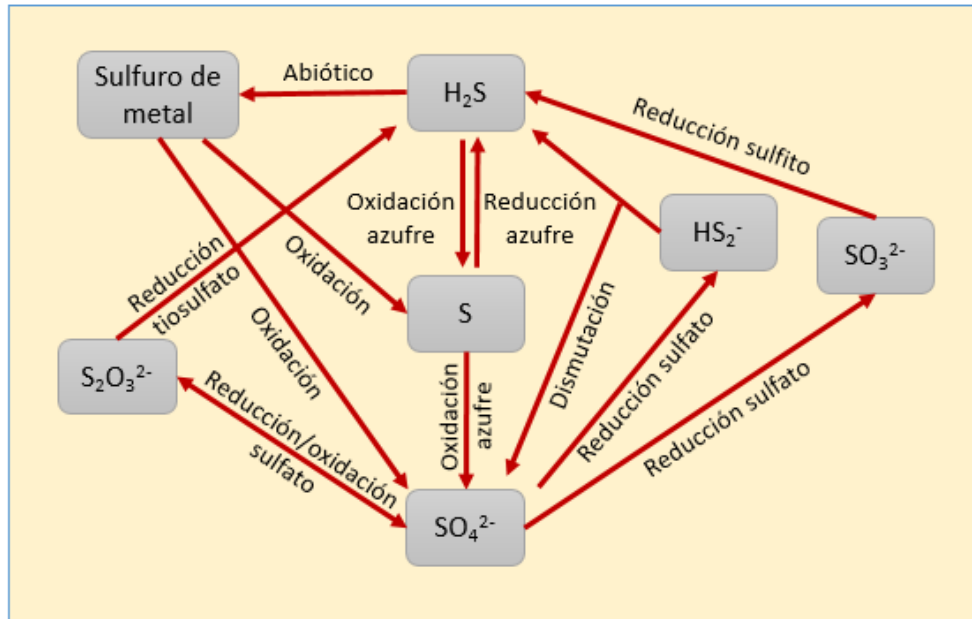 Sulfuro de
metal
Abiótico
H₂S
Reducción sulfito
Oxidación
azufre
Reducción
azufre
HS₂⁻
SO₃²⁻
Reducción
tiosulfato
Oxidación
S
S₂O₃²⁻
Oxidación
Dismutación
Reducción sulfato
Reducción sulfato
Reducción/oxidación
sulfato
Oxidación
azufre
SO₄²⁻